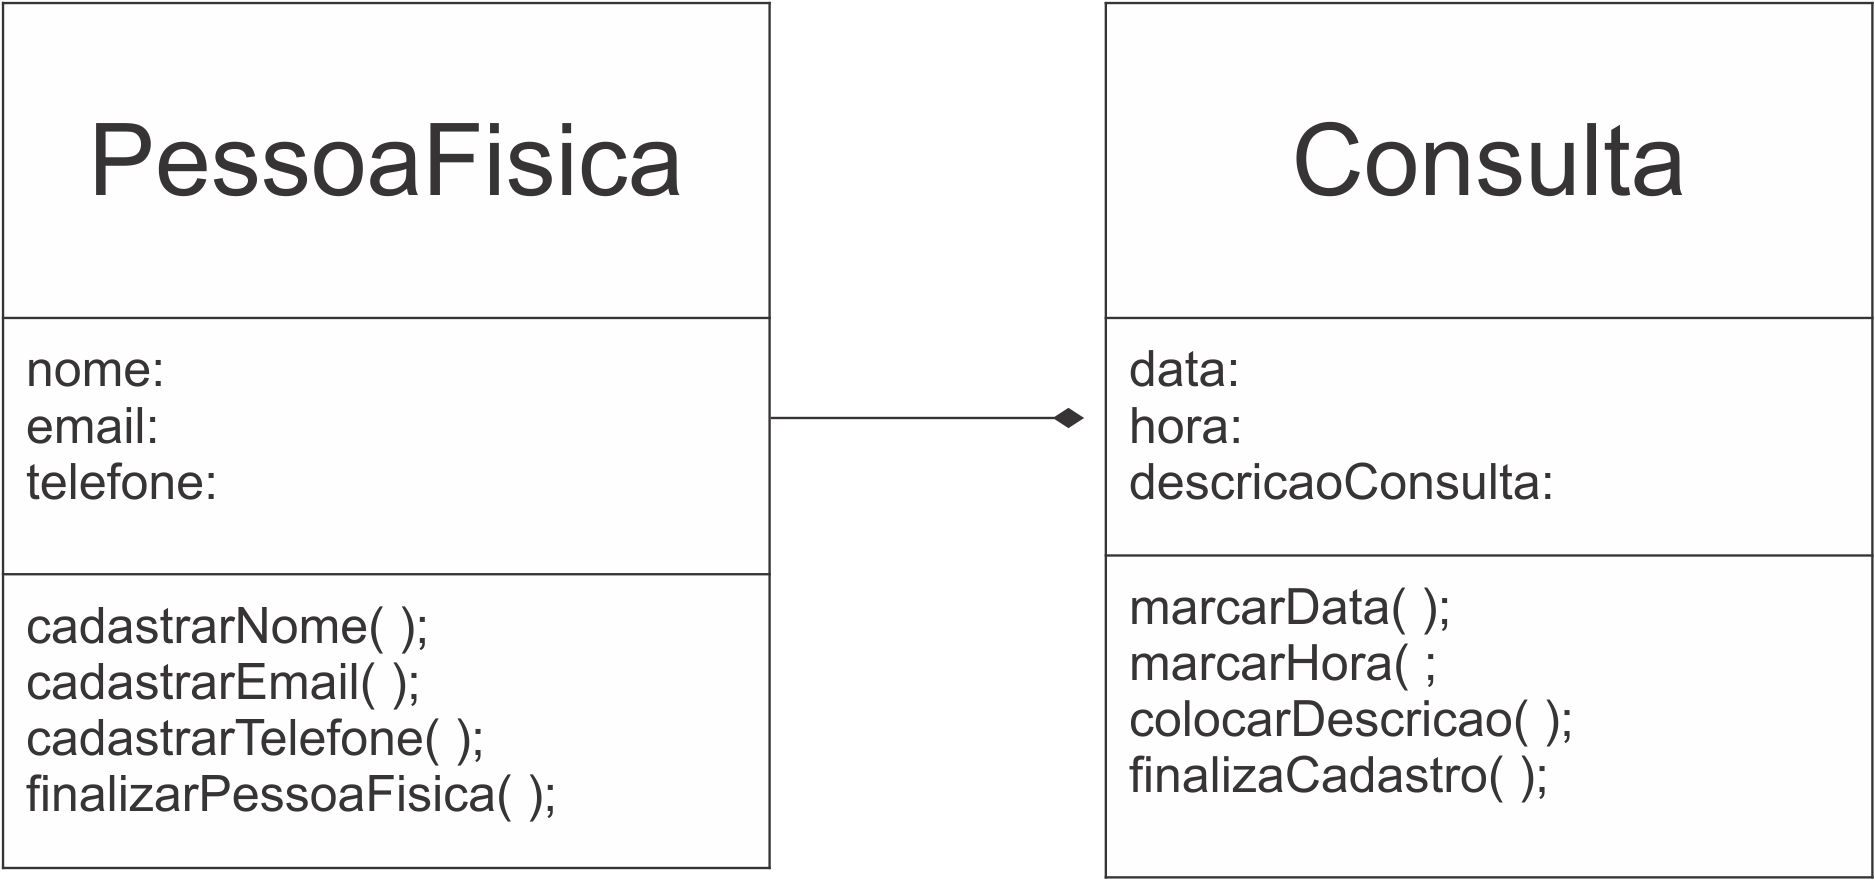 PessoaFisica
nome:
email:
telefone:
cadastrarNome( );
cadastrarEmail( );
cadastrarTelefone( );
finalizarPessoaFisica( );
Consulta
data:
hora:
descricaoConsulta:
marcarData( );
marcarHora( ;
colocarDescricao( );
finalizaCadastro( );